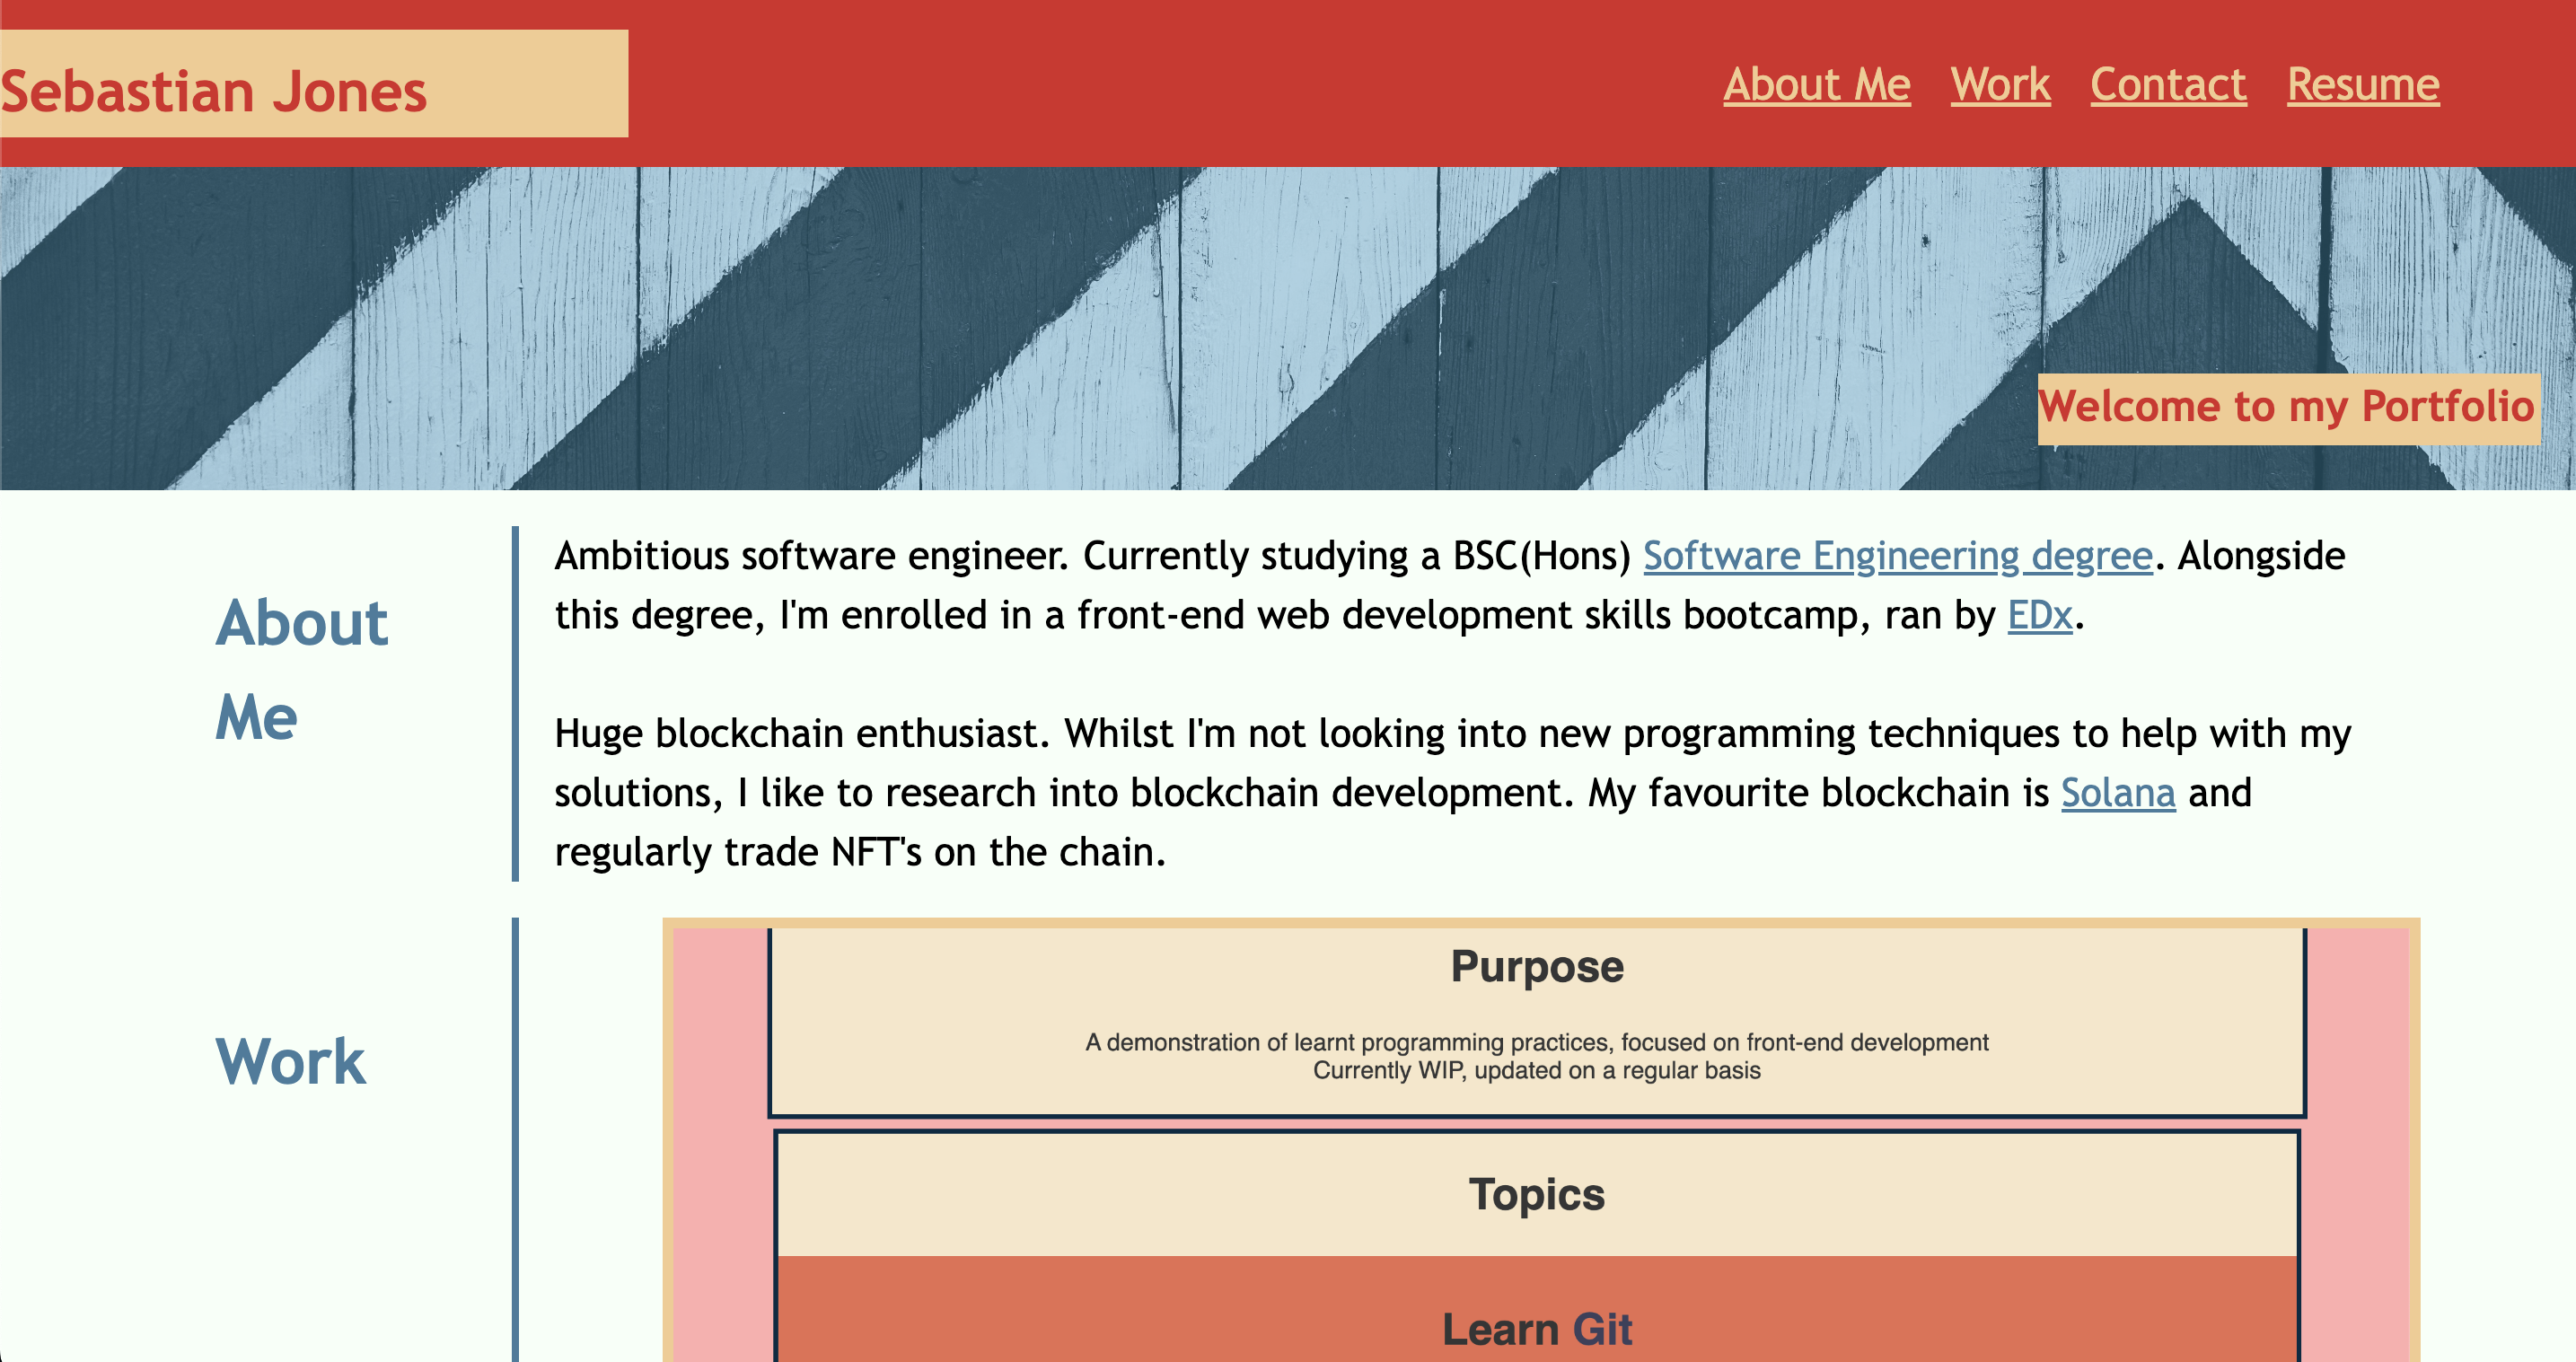 Sebastian Jones
About Me Work Contact Resume
Welcome to my Portfolio
About
Me
Ambitious software engineer. Currently studying a BSC(Hons) Software Engineering degree. Alongside
this degree, I'm enrolled in a front-end web development skills bootcamp, ran by EDx.
Huge blockchain enthusiast. Whilst I'm not looking into new programming techniques to help with my
solutions, I like to research into blockchain development. My favourite blockchain is Solana and
regularly trade NFT's on the chain.
Work
Purpose
A demonstration of learnt programming practices, focused on front-end development
Currently WIP, updated on a regular basis
Topics
Learn Git